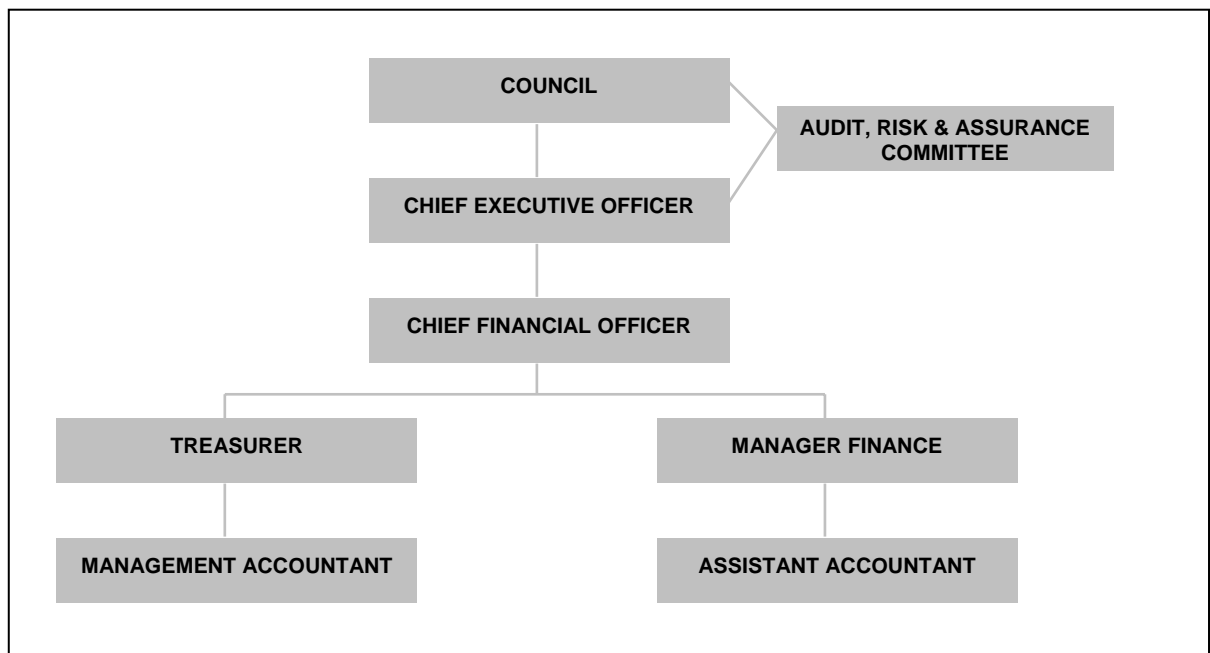 COUNCIL
AUDIT, RISK & ASSURANCE
COMMITTEE
CHIEF EXECUTIVE OFFICER
CHIEF FINANCIAL OFFICER
TREASURER
MANAGER FINANCE
MANAGEMENT ACCOUNTANT
ASSISTANT ACCOUNTANT